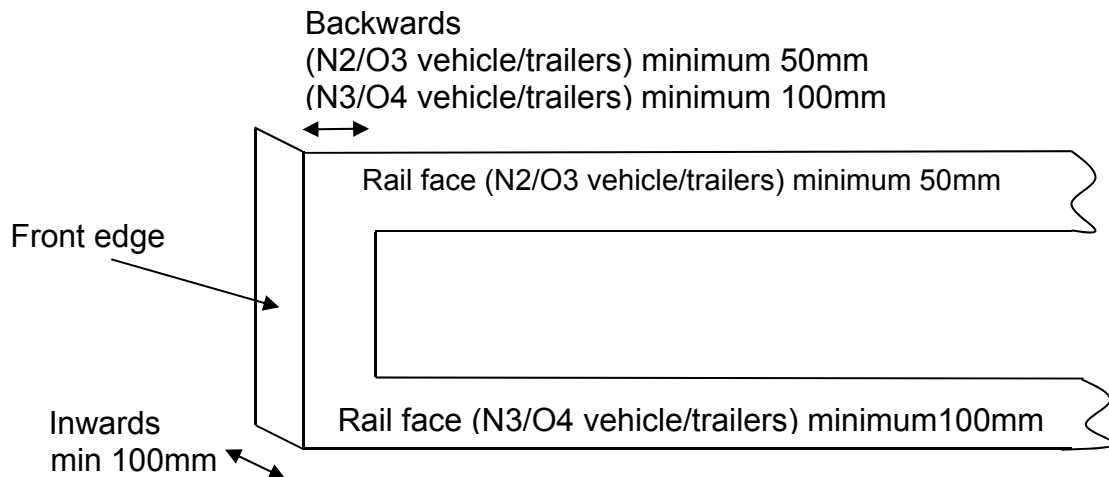 Backwards
(N2/O3 vehicle/trailers) minimum 50mm
(N3/O4 vehicle/trailers) minimum 100mm
Rail face (N2/O3 vehicle/trailers) minimum 50mm
Front edge
Rail face (N3/O4 vehicle/trailers) minimum100mm
Inwards
min 100mm